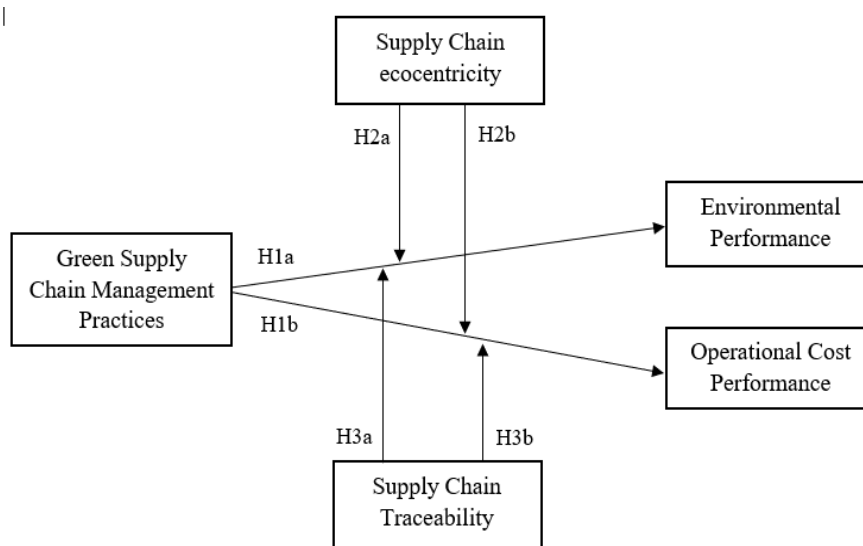 Supply Chain
ecocentricity
H2a
H2b
Environmental
Performance
Green Supply
Chain Management
Practices
H1a
H1b
Operational Cost
Performance
H3a
H3b
Supply Chain
Traceability